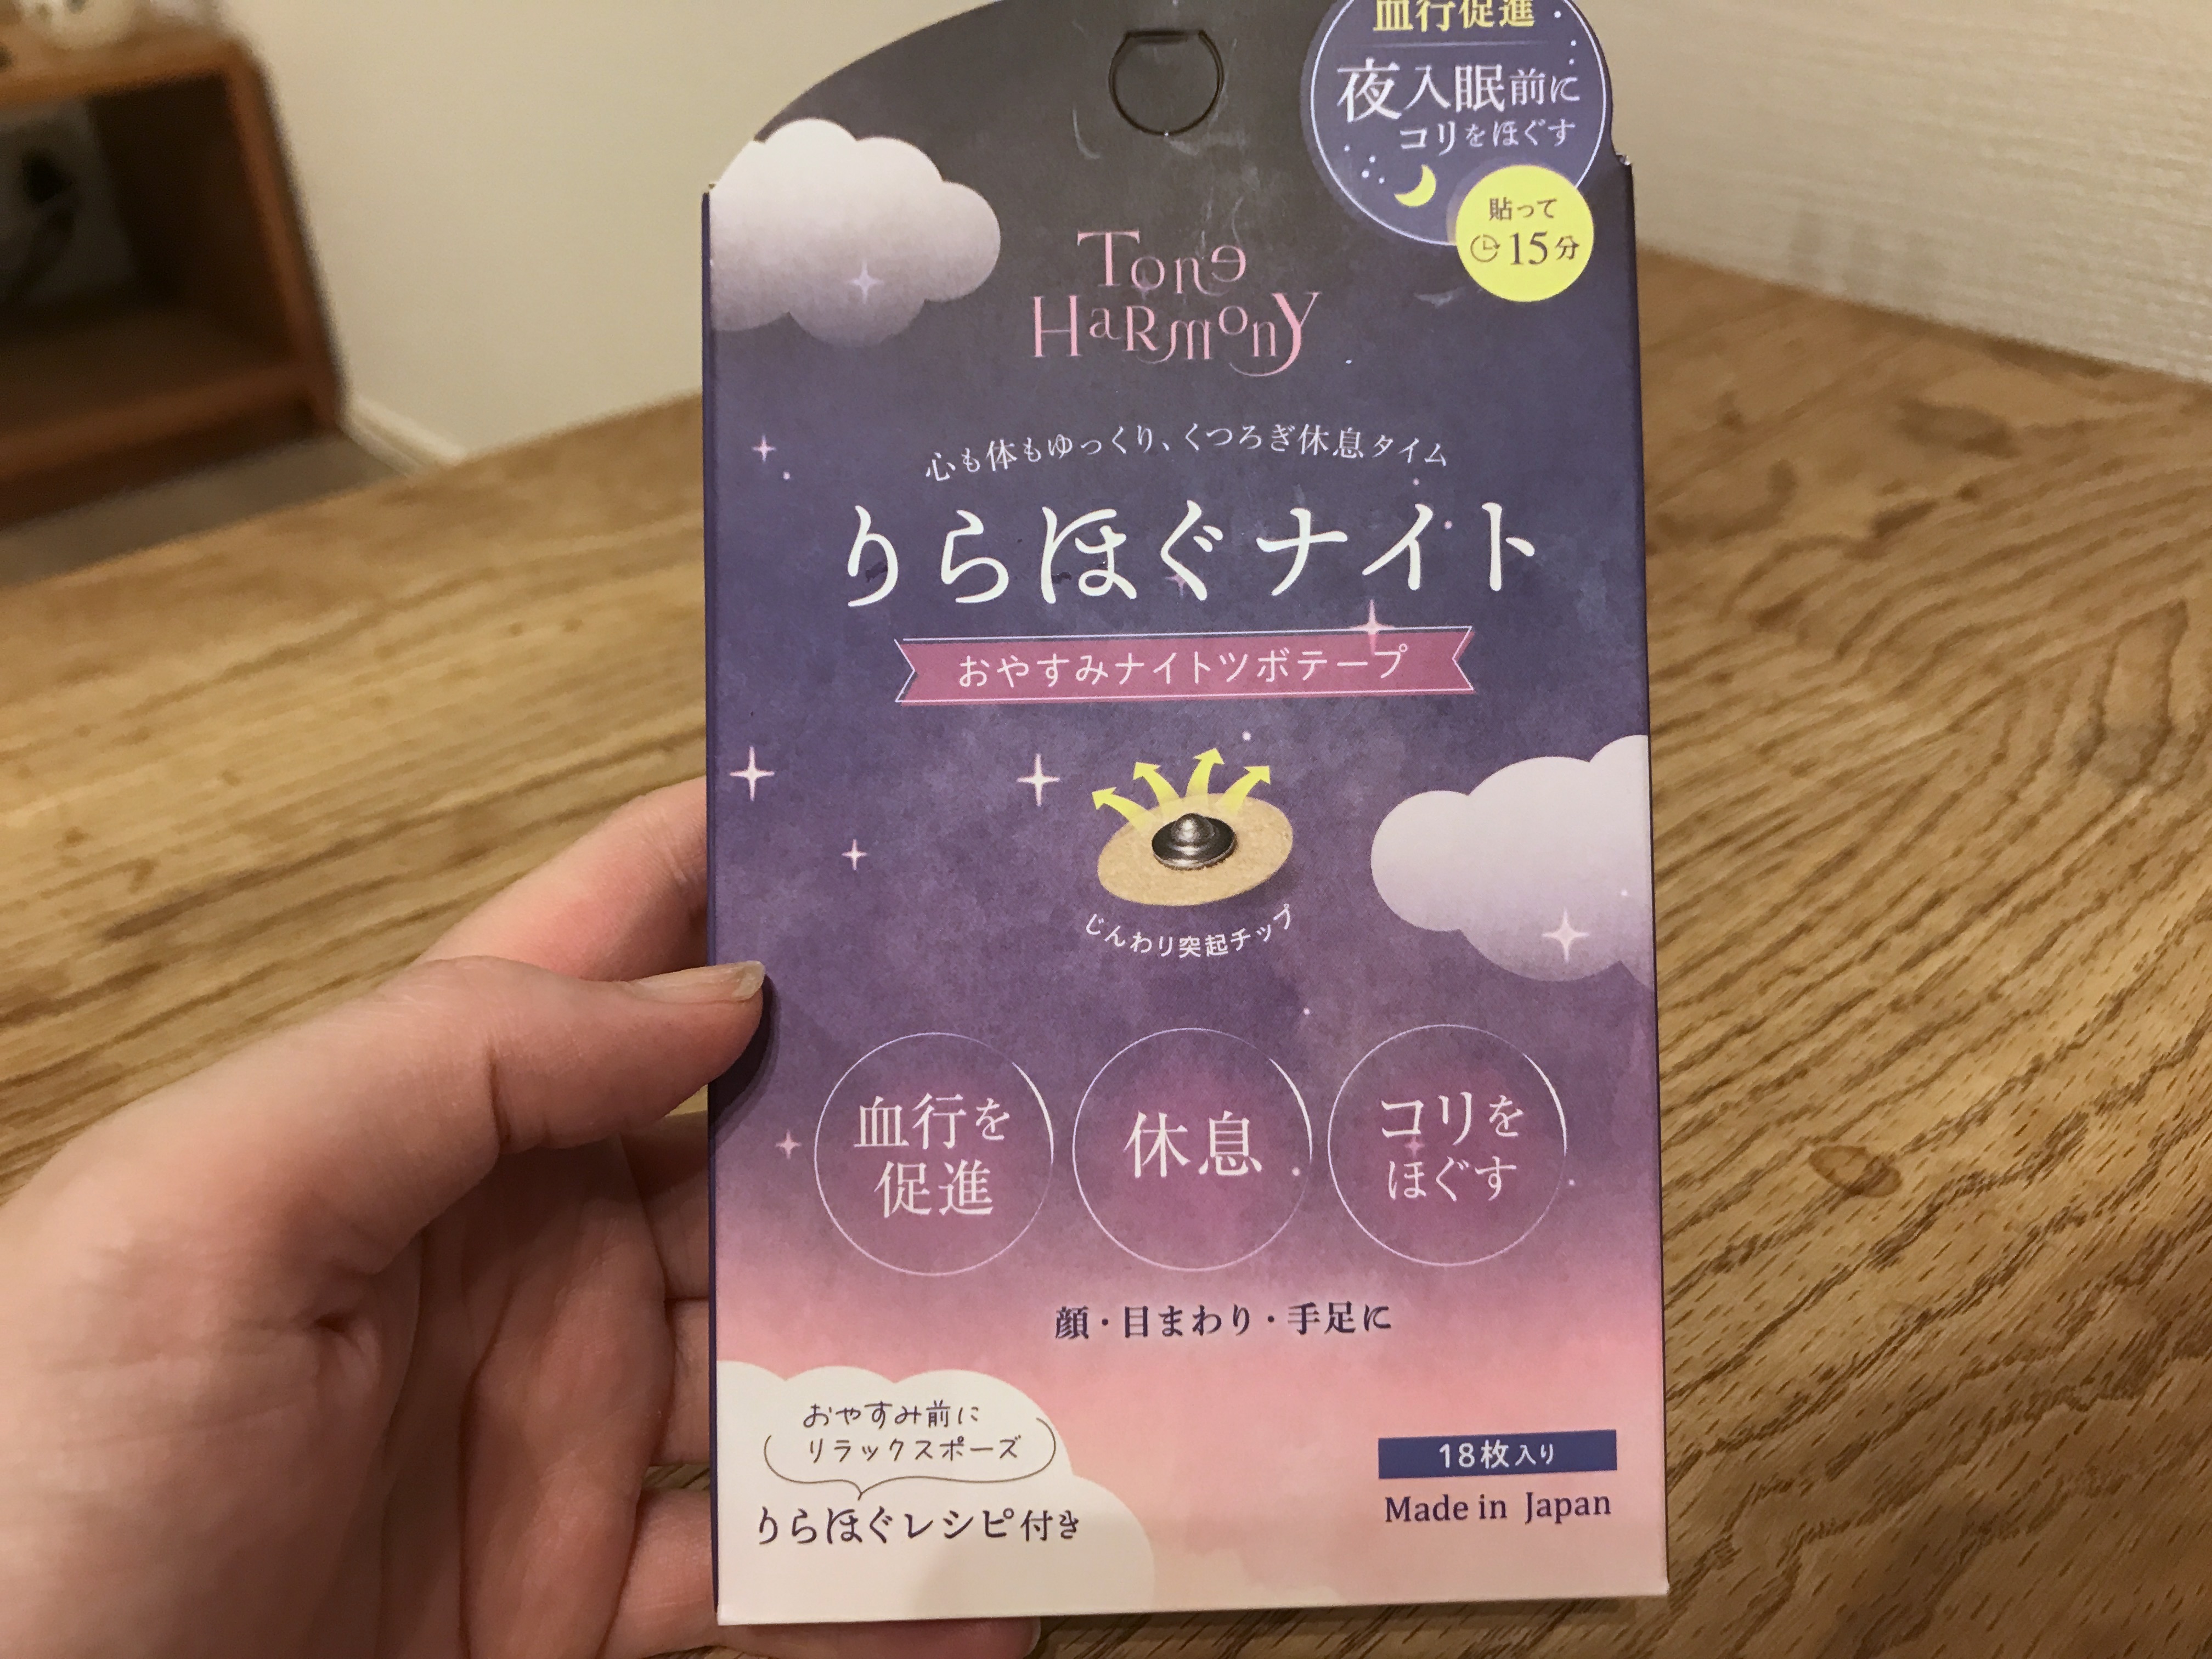 血行促進
夜入眠前に
コリをほぐす
貼って
15分
Tone
Harmony
心も体もゆっくり、くつろぎ休息タイム
りらほぐナイト
おやすみナイトツボテープ
じんわり突起チップ
血行を
促進
休息
コリを
ほぐす
顔・目まわり・手足に
おやすみ前に
リラックスポーズ
りらほぐレシピ付き
18枚入り
Made in Japan